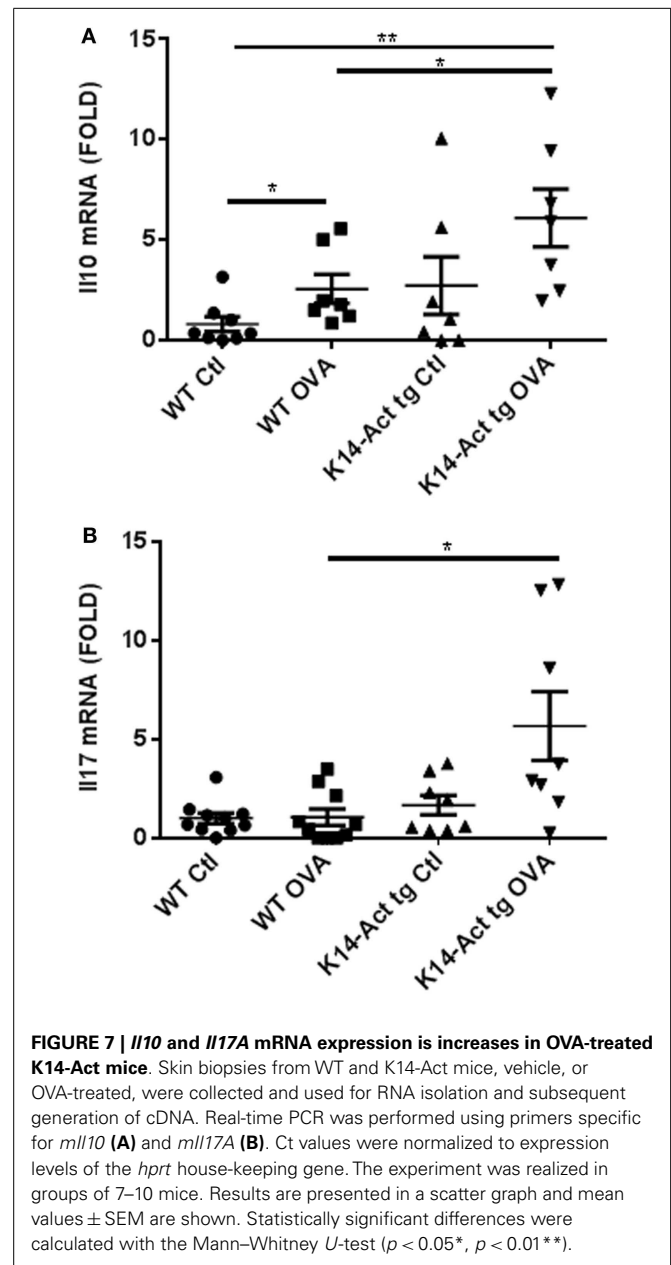 A
15
**
*
10
*
5
0
Il10 mRNA (FOLD)
WT Ctl
WT OVA
K14-Act tg Ctl
K14-Act tg OVA
B
15
*
10
5
0
Il17 mRNA (FOLD)
WT Ctl
WT OVA
K14-Act tg Ctl
K14-Act tg OVA
FIGURE 7 | Il10 and Il17A mRNA expression is increases in OVA-treated
K14-Act mice. Skin biopsies from WT and K14-Act mice, vehicle, or
OVA-treated, were collected and used for RNA isolation and subsequent
generation of cDNA. Real-time PCR was performed using primers specific
for mIl10 (A) and mIl17A (B). Ct values were normalized to expression
levels of the hprt house-keeping gene. The experiment was realized in
groups of 7–10 mice. Results are presented in a scatter graph and mean
values ± SEM are shown. Statistically significant differences were
calculated with the Mann–Whitney U-test (p < 0.05*, p < 0.01**).